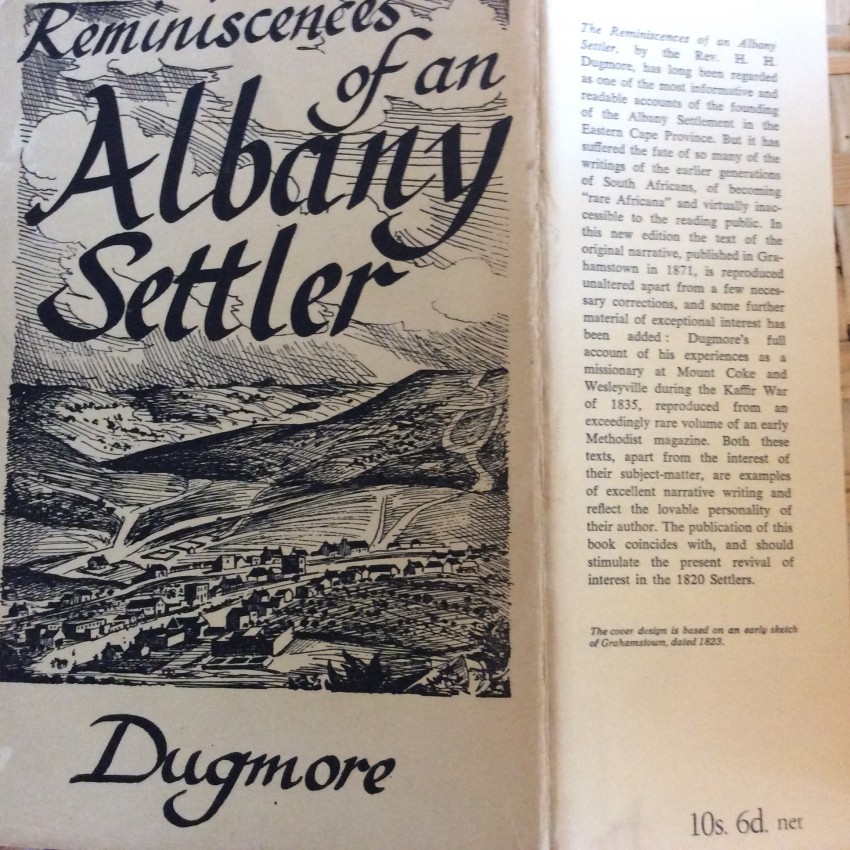 Reminiscences
of an
Albany
Settler
Dugmore
The Reminiscences of an Albany
Settler, by the Rev. H. H.
Dugmore, has long been regarded
as one of the most informative and
readable accounts of the founding
of the Albany Settlement in the
Eastern Cape Province. But it has
suffered the fate of so many of the
writings of the earlier generations
of South Africans, of becoming
"rare Africana" and virtually inac-
cessible to the reading public. In
this new edition the text of the
original narrative, published in Gra-
hamstown in 1871, is reproduced
unaltered apart from a few neces-
sary corrections, and some further
material of exceptional interest has
been added: Dugmore's full
account of his experiences as a
missionary at Mount Coke and
Wesleyville during the Kaffir War
of 1835, reproduced from an
exceedingly rare volume of an early
Methodist magazine. Both these
texts, apart from the interest of
their subject-matter, are examples
of excellent narrative writing and
reflect the lovable personality of
their author. The publication of this
book coincides with, and should
stimulate the present revival of
interest in the 1820 Settlers.
The cover design is based on an early sketch
of Grahamstown, dated 1823.
10s. 6d. net